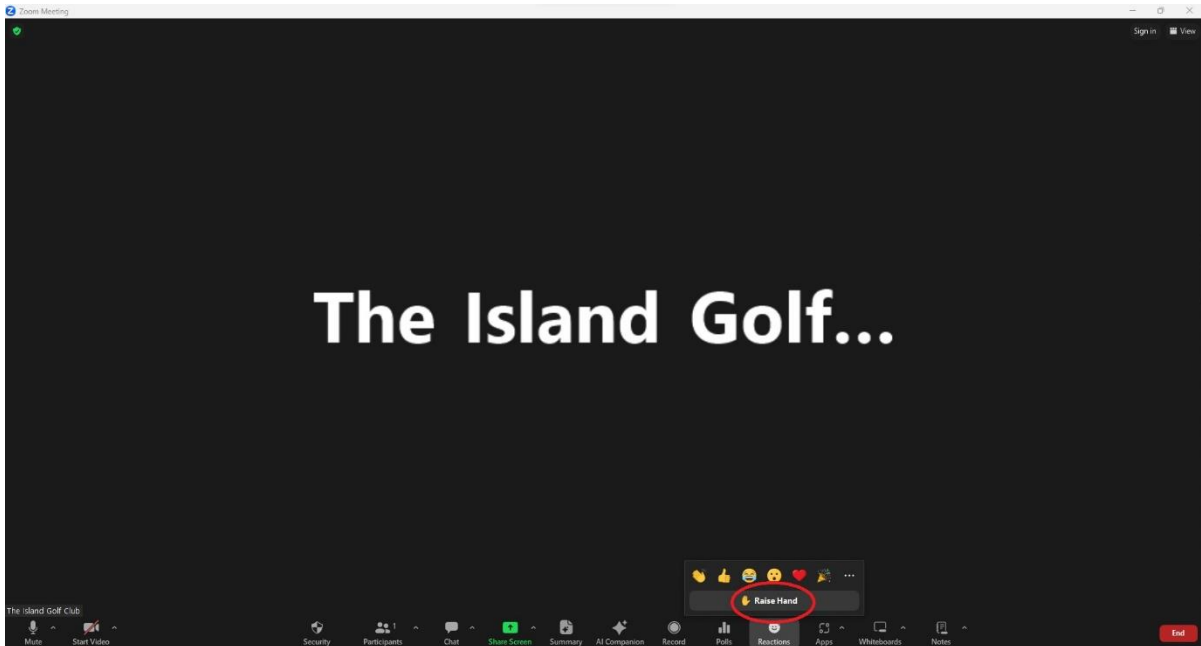 Zoom Meeting
Sign in View
The Island Golf...
Raise Hand
The Island Golf Club
Mute Start Video Security Participants 1 Chat Share Screen Summary AI Companion Record Polls Reactions Apps Whiteboards Notes End